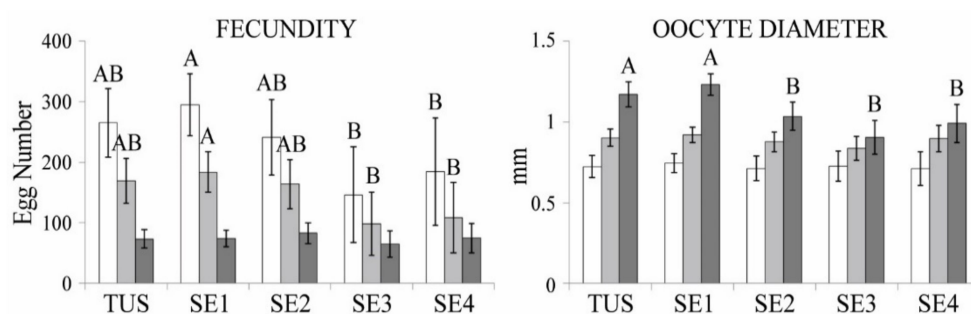 FECUNDITY
Egg Number
400
300
200
100
0
AB
AB
A
A
AB
AB
B
B
B
B
TUS SE1 SE2 SE3 SE4
OOCYTE DIAMETER
mm
1.5
1
0.5
0
A
A
B
B
B
TUS SE1 SE2 SE3 SE4